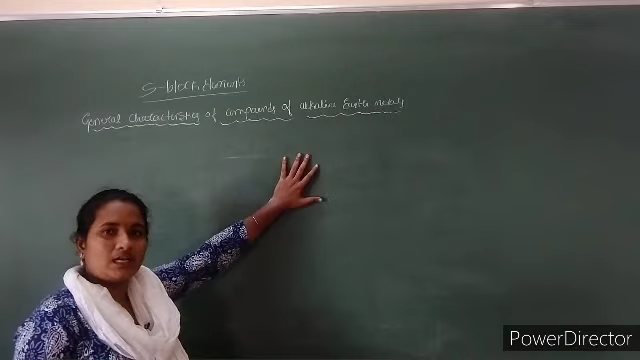 S-block Elements
General characteristics of compounds of alkaline Earth metals
PowerDirector